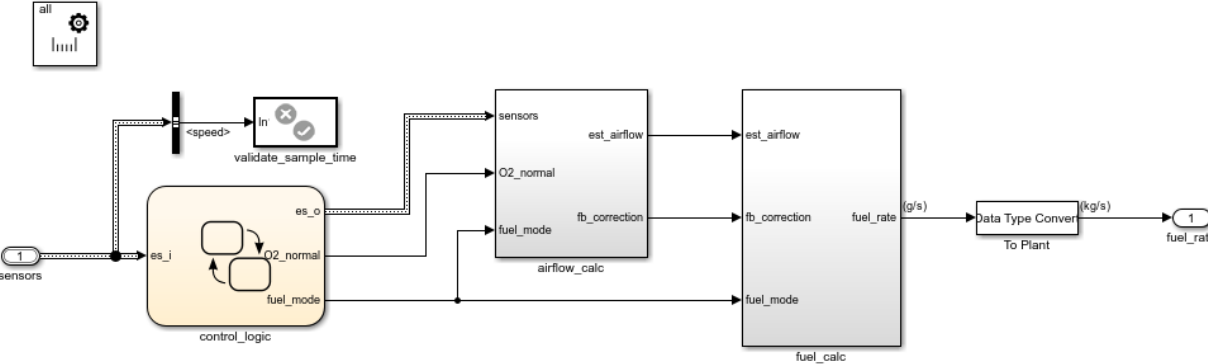 all
<speed>
In
validate_sample_time
1
sensors
es_i
es_o
O2_normal
fuel_mode
control_logic
sensors
O2_normal
fuel_mode
est_airflow
fb_correction
airflow_calc
est_airflow
fb_correction
fuel_mode
fuel_rate
fuel_calc
(g/s)
Data Type Conver
To Plant
(kg/s)
1
fuel_rat